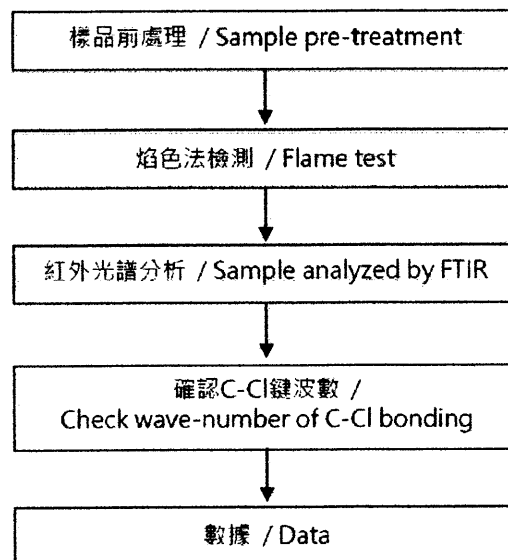 樣品前處理 / Sample pre-treatment
焰色法檢測 / Flame test
紅外光譜分析 / Sample analyzed by FTIR
確認C-Cl鍵波數 /
Check wave-number of C-Cl bonding
數據 / Data